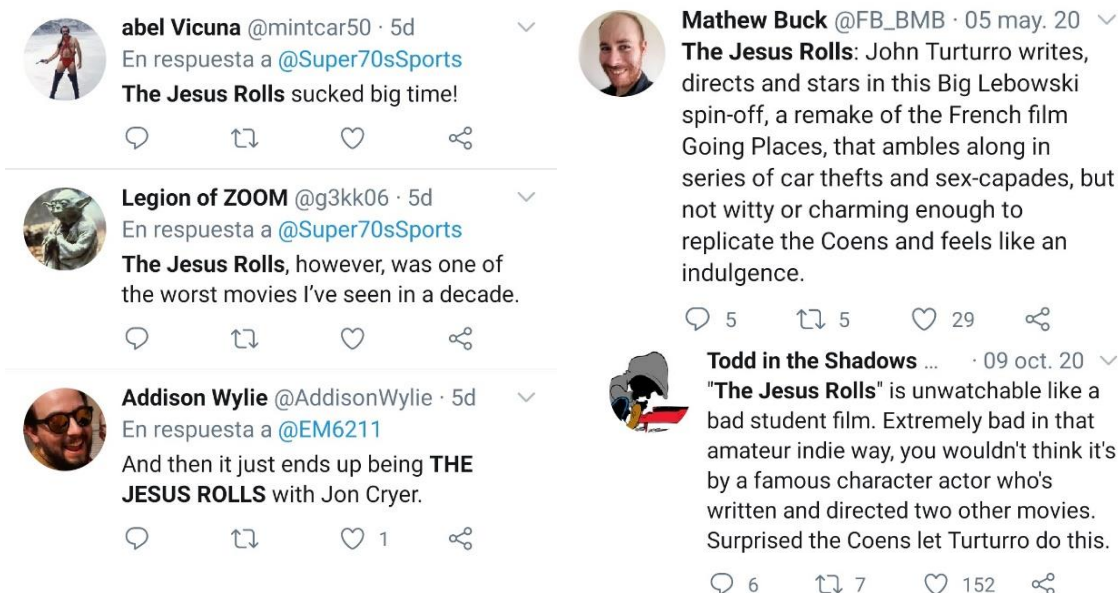 abel Vicuna @mintcar50 · 5d
En respuesta a @Super70sSports
The Jesus Rolls sucked big time!
Legion of ZOOM @g3kk06 · 5d
En respuesta a @Super70sSports
The Jesus Rolls, however, was one of
the worst movies I've seen in a decade.
Addison Wylie @AddisonWylie · 5d
En respuesta a @EM6211
And then it just ends up being THE
JESUS ROLLS with Jon Cryer.
1
Mathew Buck @FB_BMB · 05 may. 20
The Jesus Rolls: John Turturro writes,
directs and stars in this Big Lebowski
spin-off, a remake of the French film
Going Places, that ambles along in
series of car thefts and sex-capades, but
not witty or charming enough to
replicate the Coens and feels like an
indulgence.
5 5 29
Todd in the Shadows ... · 09 oct. 20
"The Jesus Rolls" is unwatchable like a
bad student film. Extremely bad in that
amateur indie way, you wouldn't think it's
by a famous character actor who's
written and directed two other movies.
Surprised the Coens let Turturro do this.
6 7 152